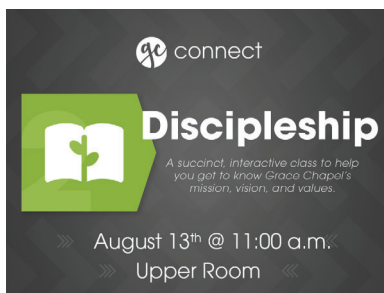 gc connect
2
Discipleship
A succinct, interactive class to help
you get to know Grace Chapel's
mission, vision, and values.
August 13th @ 11:00 a.m.
Upper Room